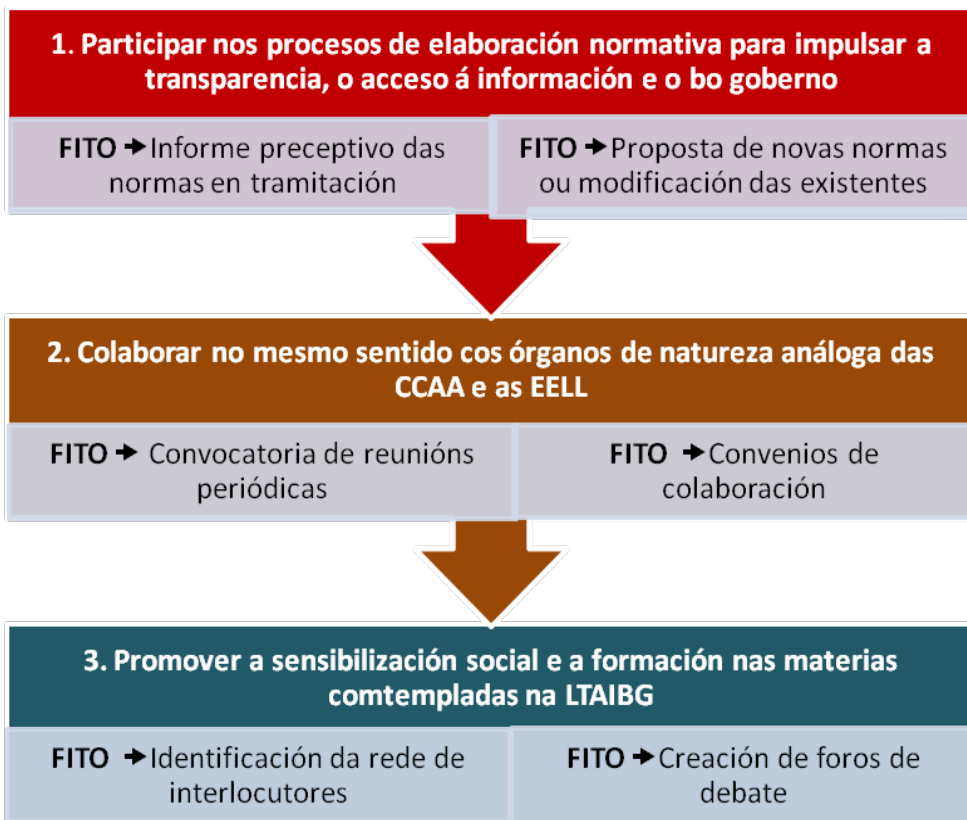 1. Participar nos procesos de elaboración normativa para impulsar a
transparencia, o acceso á información e o bo goberno
FITO ➔ Informe preceptivo das
normas en tramitación
FITO ➔ Proposta de novas normas
ou modificación das existentes
2. Colaborar no mesmo sentido cos órganos de natureza análoga das
CCAA e as EELL
FITO ➔ Convocatoria de reunións
periódicas
FITO ➔ Convenios de
colaboración
3. Promover a sensibilización social e a formación nas materias
comtempladas na LTAIBG
FITO ➔ Identificación da rede de
interlocutores
FITO ➔ Creación de foros de
debate